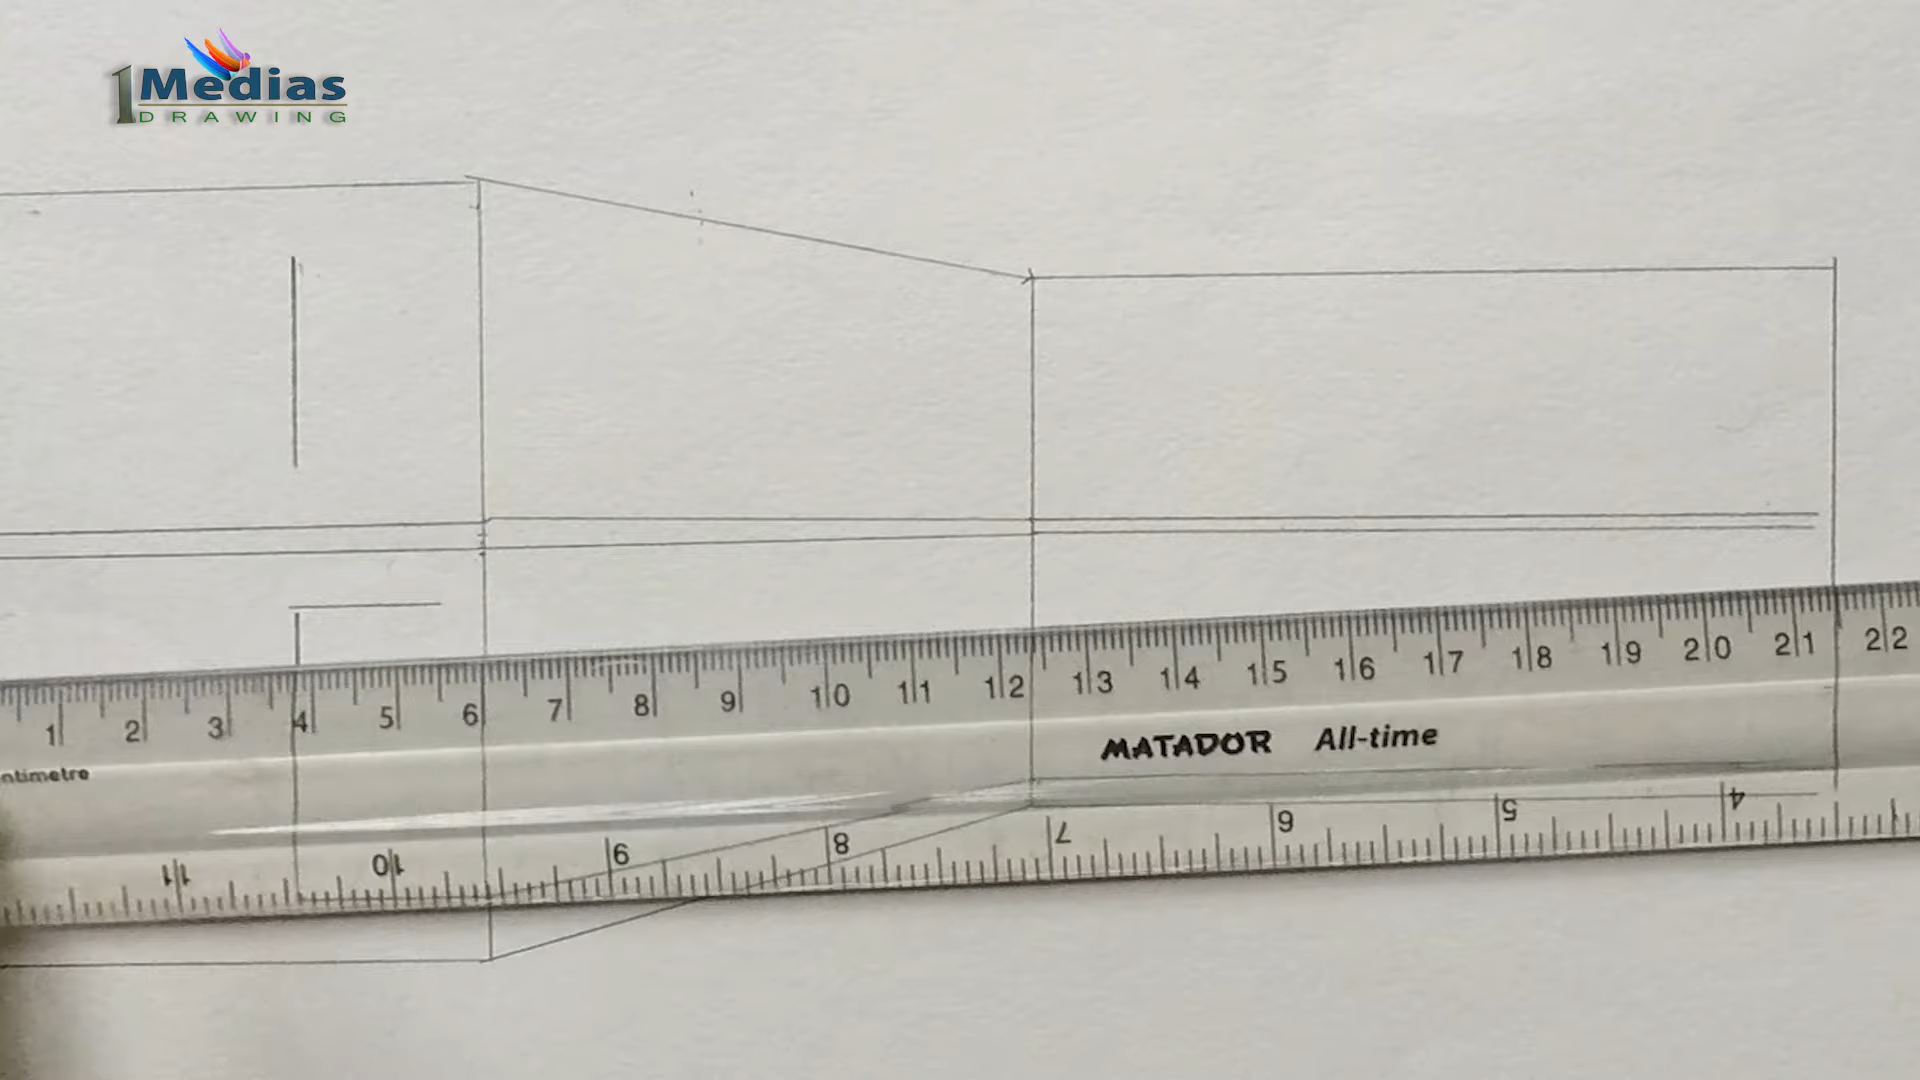 1Medias
DRAWING
1 2 3 4 5 6 7 8 9 10 11 12 13 14 15 16 17 18 19 20 21 22
MATADOR All-time
ntimetre
11 10 9 8 7 6 5 4